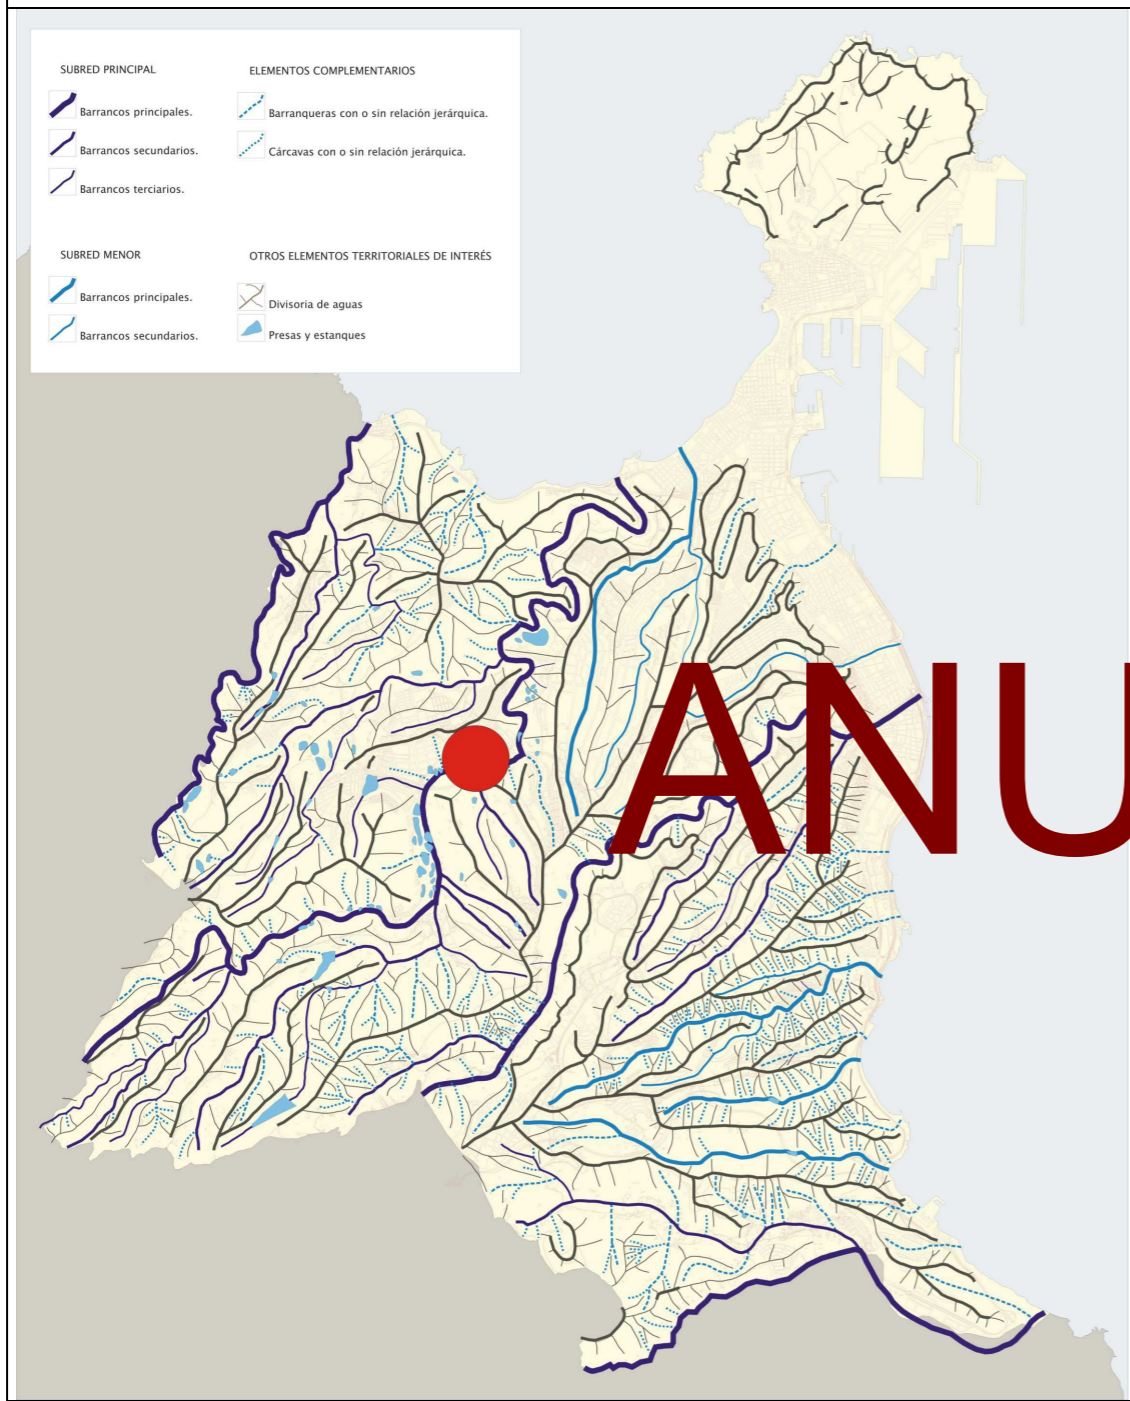 SUBRED PRINCIPAL
Barrancos principales.
Barrancos secundarios.
Barrancos terciarios.
ELEMENTOS COMPLEMENTARIOS
Barranqueras con o sin relación jerárquica.
Cárcavas con o sin relación jerárquica.
SUBRED MENOR
Barrancos principales.
Barrancos secundarios.
OTROS ELEMENTOS TERRITORIALES DE INTERÉS
Divisoria de aguas
Presas y estanques
ANU